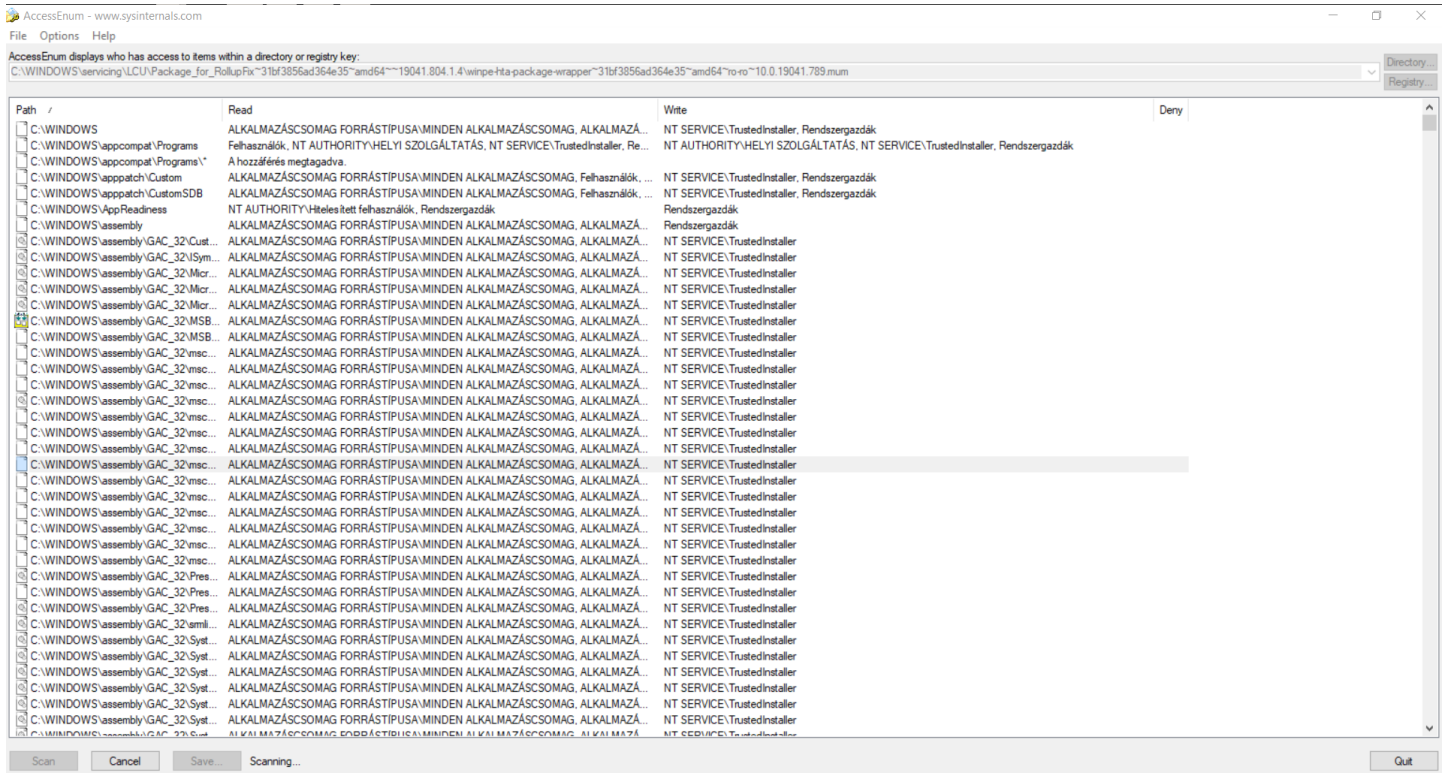 AccessEnum - www.sysinternals.com
File Options Help
AccessEnum displays who has access to items within a directory or registry key:
C:\WINDOWS\servicing\LCU\Package_for_RollupFix~31bf3856ad364e35~amd64~~19041.804.1.4\winpe-hta-package-wrapper~31bf3856ad364e35~amd64~ro-ro~10.0.19041.789.mum
Directory...
Registry...
Path / Read Write Deny
C:\WINDOWS ALKALMAZÁSCSOMAG FORRÁSTÍPUSA\MINDEN ALKALMAZÁSCSOMAG, ALKALMAZÁ... NT SERVICE\TrustedInstaller, Rendszergazdák
C:\WINDOWS\appcompat\Programs Felhasználók, NT AUTHORITY\HELYI SZOLGÁLTATÁS, NT SERVICE\TrustedInstaller, Re... NT AUTHORITY\HELYI SZOLGÁLTATÁS, NT SERVICE\TrustedInstaller, Rendszergazdák
C:\WINDOWS\appcompat\Programs\* A hozzáférés megtagadva.
C:\WINDOWS\apppatch\Custom ALKALMAZÁSCSOMAG FORRÁSTÍPUSA\MINDEN ALKALMAZÁSCSOMAG, Felhasználók, ... NT SERVICE\TrustedInstaller, Rendszergazdák
C:\WINDOWS\apppatch\CustomSDB ALKALMAZÁSCSOMAG FORRÁSTÍPUSA\MINDEN ALKALMAZÁSCSOMAG, Felhasználók, ... NT SERVICE\TrustedInstaller, Rendszergazdák
C:\WINDOWS\AppReadiness NT AUTHORITY\Hitelesített felhasználók, Rendszergazdák Rendszergazdák
C:\WINDOWS\assembly ALKALMAZÁSCSOMAG FORRÁSTÍPUSA\MINDEN ALKALMAZÁSCSOMAG, ALKALMAZÁ... Rendszergazdák
C:\WINDOWS\assembly\GAC_32\Cust... ALKALMAZÁSCSOMAG FORRÁSTÍPUSA\MINDEN ALKALMAZÁSCSOMAG, ALKALMAZÁ... NT SERVICE\TrustedInstaller
C:\WINDOWS\assembly\GAC_32\ISym... ALKALMAZÁSCSOMAG FORRÁSTÍPUSA\MINDEN ALKALMAZÁSCSOMAG, ALKALMAZÁ... NT SERVICE\TrustedInstaller
C:\WINDOWS\assembly\GAC_32\Micr... ALKALMAZÁSCSOMAG FORRÁSTÍPUSA\MINDEN ALKALMAZÁSCSOMAG, ALKALMAZÁ... NT SERVICE\TrustedInstaller
C:\WINDOWS\assembly\GAC_32\Micr... ALKALMAZÁSCSOMAG FORRÁSTÍPUSA\MINDEN ALKALMAZÁSCSOMAG, ALKALMAZÁ... NT SERVICE\TrustedInstaller
C:\WINDOWS\assembly\GAC_32\Micr... ALKALMAZÁSCSOMAG FORRÁSTÍPUSA\MINDEN ALKALMAZÁSCSOMAG, ALKALMAZÁ... NT SERVICE\TrustedInstaller
C:\WINDOWS\assembly\GAC_32\MSB... ALKALMAZÁSCSOMAG FORRÁSTÍPUSA\MINDEN ALKALMAZÁSCSOMAG, ALKALMAZÁ... NT SERVICE\TrustedInstaller
C:\WINDOWS\assembly\GAC_32\MSB... ALKALMAZÁSCSOMAG FORRÁSTÍPUSA\MINDEN ALKALMAZÁSCSOMAG, ALKALMAZÁ... NT SERVICE\TrustedInstaller
C:\WINDOWS\assembly\GAC_32\msc... ALKALMAZÁSCSOMAG FORRÁSTÍPUSA\MINDEN ALKALMAZÁSCSOMAG, ALKALMAZÁ... NT SERVICE\TrustedInstaller
C:\WINDOWS\assembly\GAC_32\msc... ALKALMAZÁSCSOMAG FORRÁSTÍPUSA\MINDEN ALKALMAZÁSCSOMAG, ALKALMAZÁ... NT SERVICE\TrustedInstaller
C:\WINDOWS\assembly\GAC_32\msc... ALKALMAZÁSCSOMAG FORRÁSTÍPUSA\MINDEN ALKALMAZÁSCSOMAG, ALKALMAZÁ... NT SERVICE\TrustedInstaller
C:\WINDOWS\assembly\GAC_32\msc... ALKALMAZÁSCSOMAG FORRÁSTÍPUSA\MINDEN ALKALMAZÁSCSOMAG, ALKALMAZÁ... NT SERVICE\TrustedInstaller
C:\WINDOWS\assembly\GAC_32\msc... ALKALMAZÁSCSOMAG FORRÁSTÍPUSA\MINDEN ALKALMAZÁSCSOMAG, ALKALMAZÁ... NT SERVICE\TrustedInstaller
C:\WINDOWS\assembly\GAC_32\msc... ALKALMAZÁSCSOMAG FORRÁSTÍPUSA\MINDEN ALKALMAZÁSCSOMAG, ALKALMAZÁ... NT SERVICE\TrustedInstaller
C:\WINDOWS\assembly\GAC_32\msc... ALKALMAZÁSCSOMAG FORRÁSTÍPUSA\MINDEN ALKALMAZÁSCSOMAG, ALKALMAZÁ... NT SERVICE\TrustedInstaller
C:\WINDOWS\assembly\GAC_32\msc... ALKALMAZÁSCSOMAG FORRÁSTÍPUSA\MINDEN ALKALMAZÁSCSOMAG, ALKALMAZÁ... NT SERVICE\TrustedInstaller
C:\WINDOWS\assembly\GAC_32\msc... ALKALMAZÁSCSOMAG FORRÁSTÍPUSA\MINDEN ALKALMAZÁSCSOMAG, ALKALMAZÁ... NT SERVICE\TrustedInstaller
C:\WINDOWS\assembly\GAC_32\msc... ALKALMAZÁSCSOMAG FORRÁSTÍPUSA\MINDEN ALKALMAZÁSCSOMAG, ALKALMAZÁ... NT SERVICE\TrustedInstaller
C:\WINDOWS\assembly\GAC_32\msc... ALKALMAZÁSCSOMAG FORRÁSTÍPUSA\MINDEN ALKALMAZÁSCSOMAG, ALKALMAZÁ... NT SERVICE\TrustedInstaller
C:\WINDOWS\assembly\GAC_32\msc... ALKALMAZÁSCSOMAG FORRÁSTÍPUSA\MINDEN ALKALMAZÁSCSOMAG, ALKALMAZÁ... NT SERVICE\TrustedInstaller
C:\WINDOWS\assembly\GAC_32\msc... ALKALMAZÁSCSOMAG FORRÁSTÍPUSA\MINDEN ALKALMAZÁSCSOMAG, ALKALMAZÁ... NT SERVICE\TrustedInstaller
C:\WINDOWS\assembly\GAC_32\msc... ALKALMAZÁSCSOMAG FORRÁSTÍPUSA\MINDEN ALKALMAZÁSCSOMAG, ALKALMAZÁ... NT SERVICE\TrustedInstaller
C:\WINDOWS\assembly\GAC_32\Pres... ALKALMAZÁSCSOMAG FORRÁSTÍPUSA\MINDEN ALKALMAZÁSCSOMAG, ALKALMAZÁ... NT SERVICE\TrustedInstaller
C:\WINDOWS\assembly\GAC_32\Pres... ALKALMAZÁSCSOMAG FORRÁSTÍPUSA\MINDEN ALKALMAZÁSCSOMAG, ALKALMAZÁ... NT SERVICE\TrustedInstaller
C:\WINDOWS\assembly\GAC_32\Pres... ALKALMAZÁSCSOMAG FORRÁSTÍPUSA\MINDEN ALKALMAZÁSCSOMAG, ALKALMAZÁ... NT SERVICE\TrustedInstaller
C:\WINDOWS\assembly\GAC_32\srmli... ALKALMAZÁSCSOMAG FORRÁSTÍPUSA\MINDEN ALKALMAZÁSCSOMAG, ALKALMAZÁ... NT SERVICE\TrustedInstaller
C:\WINDOWS\assembly\GAC_32\Syst... ALKALMAZÁSCSOMAG FORRÁSTÍPUSA\MINDEN ALKALMAZÁSCSOMAG, ALKALMAZÁ... NT SERVICE\TrustedInstaller
C:\WINDOWS\assembly\GAC_32\Syst... ALKALMAZÁSCSOMAG FORRÁSTÍPUSA\MINDEN ALKALMAZÁSCSOMAG, ALKALMAZÁ... NT SERVICE\TrustedInstaller
C:\WINDOWS\assembly\GAC_32\Syst... ALKALMAZÁSCSOMAG FORRÁSTÍPUSA\MINDEN ALKALMAZÁSCSOMAG, ALKALMAZÁ... NT SERVICE\TrustedInstaller
C:\WINDOWS\assembly\GAC_32\Syst... ALKALMAZÁSCSOMAG FORRÁSTÍPUSA\MINDEN ALKALMAZÁSCSOMAG, ALKALMAZÁ... NT SERVICE\TrustedInstaller
C:\WINDOWS\assembly\GAC_32\Syst... ALKALMAZÁSCSOMAG FORRÁSTÍPUSA\MINDEN ALKALMAZÁSCSOMAG, ALKALMAZÁ... NT SERVICE\TrustedInstaller
C:\WINDOWS\assembly\GAC_32\Syst... ALKALMAZÁSCSOMAG FORRÁSTÍPUSA\MINDEN ALKALMAZÁSCSOMAG, ALKALMAZÁ... NT SERVICE\TrustedInstaller
C:\WINDOWS\assembly\GAC_32\Syst... ALKALMAZÁSCSOMAG FORRÁSTÍPUSA\MINDEN ALKALMAZÁSCSOMAG, ALKALMAZÁ... NT SERVICE\TrustedInstaller
Scan Cancel Save... Scanning... Quit